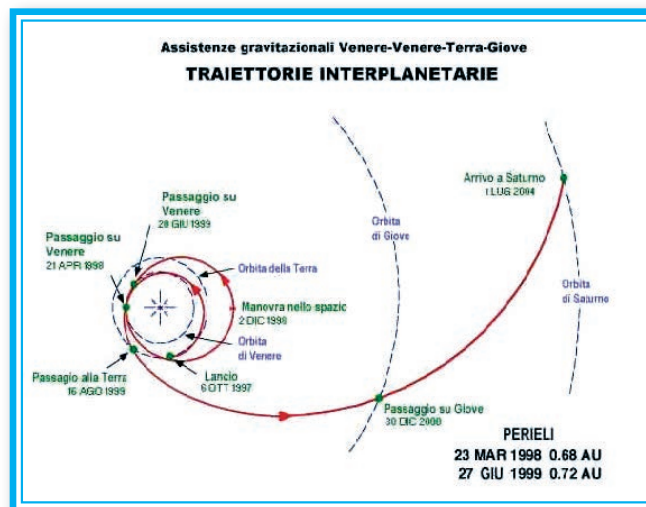 Assistenze gravitazionali Venere-Venere-Terra-Giove
TRAIETTORIE INTERPLANETARIE
Arrivo a Saturno
1 LUG 2004
Passaggio su
Venere
28 GIU 1999
Orbita
di Giove
Passaggio su
Venere
21 APR 1998
Orbita della Terra
Orbita
di Saturno
Manovra nello spazio
2 DIC 1998
Orbita
di Venere
Passagio alla Terra
16 AGO 1999
Lancio
6 OTT 1997
Passaggio su Giove
30 DIC 2000
PERIELI
23 MAR 1998 0.68 AU
27 GIU 1999 0.72 AU